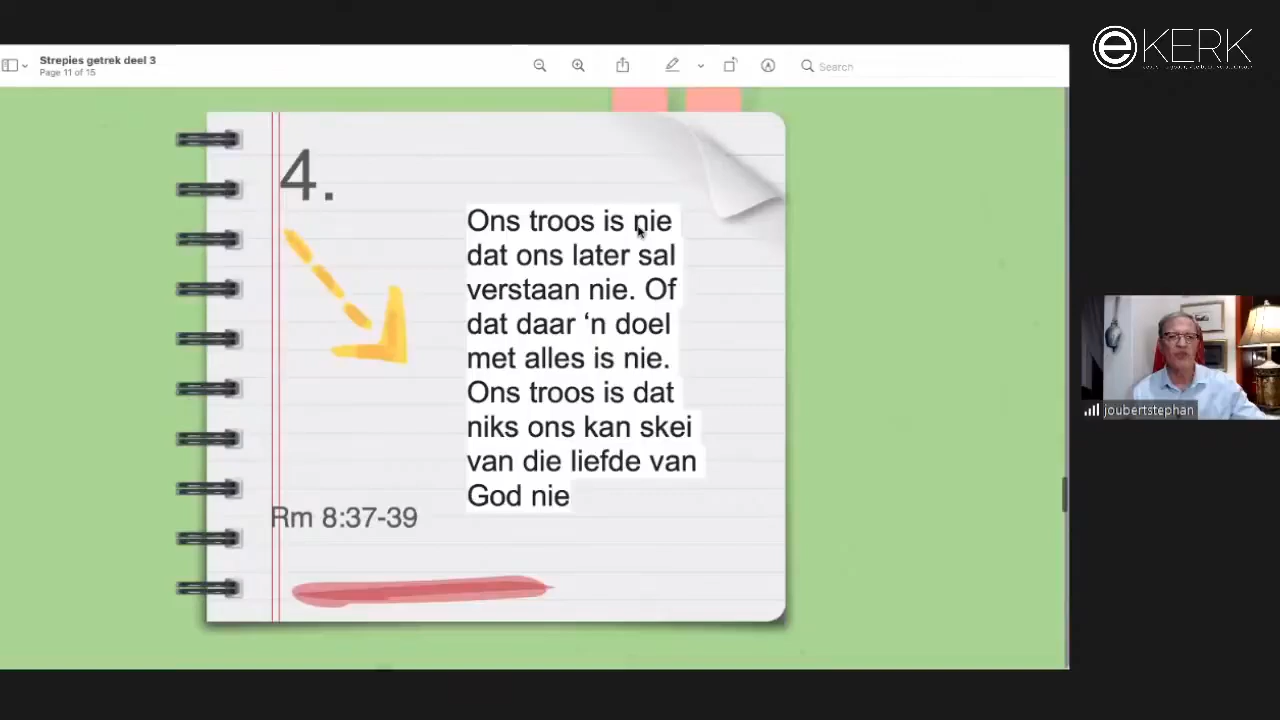 eKERK
Strepies getrek deel 3
Page 11 of 15
Search
4.
Ons troos is nie
dat ons later sal
verstaan nie. Of
dat daar ‘n doel
met alles is nie.
Ons troos is dat
niks ons kan skei
van die liefde van
God nie
Rm 8:37-39
joubertstephan